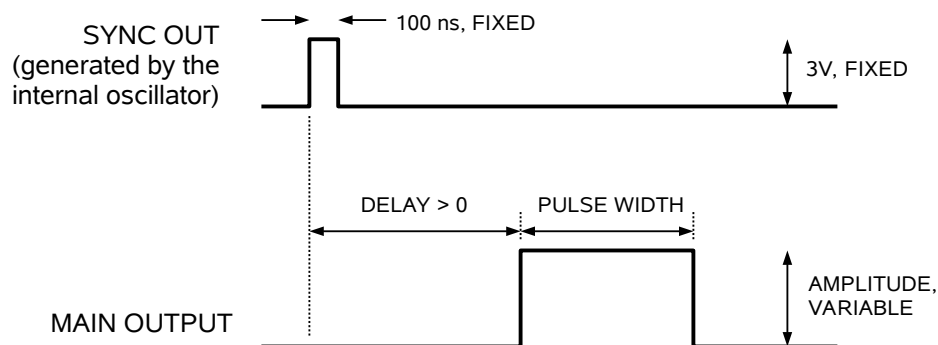 100 ns, FIXED
SYNC OUT
(generated by the
internal oscillator)
3V, FIXED
DELAY > 0
PULSE WIDTH
AMPLITUDE,
VARIABLE
MAIN OUTPUT